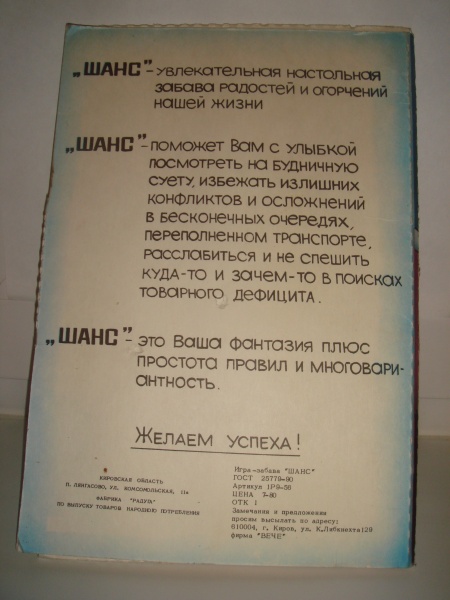 „ШАНС" – УВЛЕКАТЕЛЬНАЯ НАСТОЛЬНАЯ
ЗАБАВА РАДОСТЕЙ И ОГОРЧЕНИЙ
НАШЕЙ ЖИЗНИ
„ШАНС" – ПОМОЖЕТ ВАМ С УЛЫБКОЙ
ПОСМОТРЕТЬ НА БУДНИЧНУЮ
СУЕТУ, ИЗБЕЖАТЬ ИЗЛИШНИХ
КОНФЛИКТОВ И ОСЛОЖНЕНИЙ
В БЕСКОНЕЧНЫХ ОЧЕРЕДЯХ,
ПЕРЕПОЛНЕННОМ ТРАНСПОРТЕ,
РАССЛАБИТЬСЯ И НЕ СПЕШИТЬ
КУДА-ТО И ЗАЧЕМ-ТО В ПОИСКАХ
ТОВАРНОГО ДЕФИЦИТА.
„ШАНС" – ЭТО ВАША ФАНТАЗИЯ ПЛЮС
ПРОСТОТА ПРАВИЛ И МНОГОВАРИ-
АНТНОСТЬ.
ЖЕЛАЕМ УСПЕХА!
КИРОВСКАЯ ОБЛАСТЬ
П. ЛЕНГАСОВО, УЛ. КОМСОМОЛЬСКАЯ, 11а
ФАБРИКА "РАДУГА"
ПО ВЫПУСКУ ТОВАРОВ НАРОДНОГО ПОТРЕБЛЕНИЯ
Игра-забава "ШАНС"
ГОСТ 25779-90
Артикул 1Р9-58
ЦЕНА 7-80
ОТК 1
Замечания и предложения
просим высылать по адресу:
610004, г. Киров, ул. К.Либкнехта129
фирма "ВЕЧЕ"